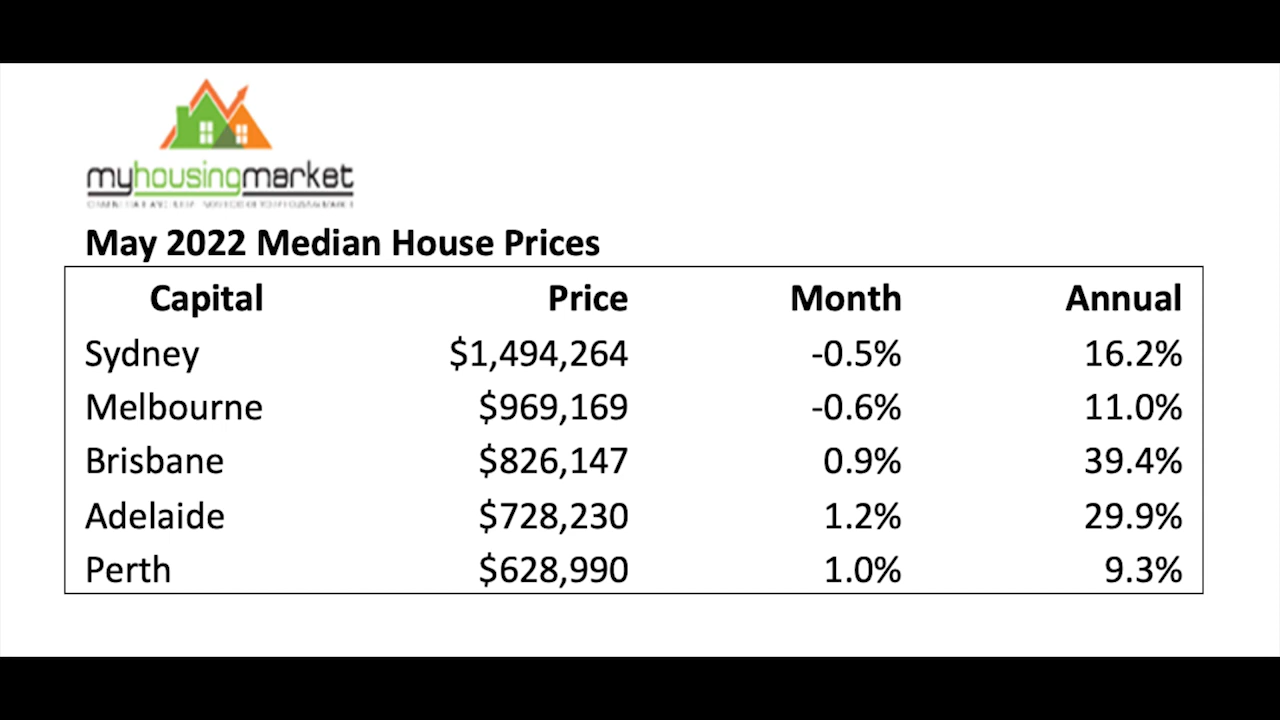 myhousingmarket
May 2022 Median House Prices
Capital Price Month Annual
Sydney $1,494,264 -0.5% 16.2%
Melbourne $969,169 -0.6% 11.0%
Brisbane $826,147 0.9% 39.4%
Adelaide $728,230 1.2% 29.9%
Perth $628,990 1.0% 9.3%